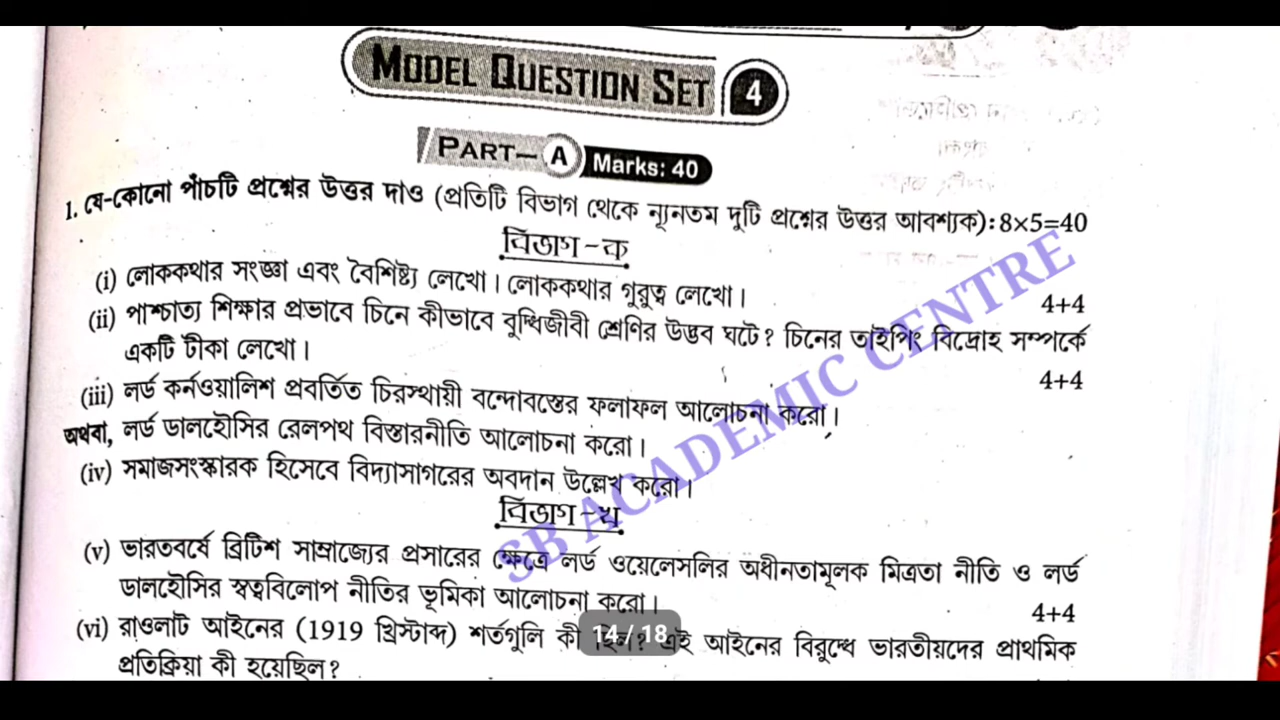 MODEL QUESTION SET 4
PART– A Marks: 40
1. যে-কোনো পাঁচটি প্রশ্নের উত্তর দাও (প্রতিটি বিভাগ থেকে ন্যূনতম দুটি প্রশ্নের উত্তর আবশ্যক) : 8×5=40
বিভাগ – ক
(i) লোককথার সংজ্ঞা এবং বৈশিষ্ট্য লেখো। লোককথার গুরুত্ব লেখো। 4+4
(ii) পাশ্চাত্য শিক্ষার প্রভাবে চিনে কীভাবে বুদ্ধিজীবী শ্রেণির উদ্ভব ঘটে? চিনের তাইপিং বিদ্রোহ সম্পর্কে
একটি টীকা লেখো। 4+4
(iii) লর্ড কর্নওয়ালিশ প্রবর্তিত চিরস্থায়ী বন্দোবস্তের ফলাফল আলোচনা করো।
অথবা, লর্ড ডালহৌসির রেলপথ বিস্তারনীতি আলোচনা করো।
(iv) সমাজসংস্কারক হিসেবে বিদ্যাসাগরের অবদান উল্লেখ করো।
বিভাগ – খ
(v) ভারতবর্ষে ব্রিটিশ সাম্রাজ্যের প্রসারের ক্ষেত্রে লর্ড ওয়েলেসলির অধীনতামূলক মিত্রতা নীতি ও লর্ড
ডালহৌসির স্বত্ববিলোপ নীতির ভূমিকা আলোচনা করো। 4+4
(vi) রাওলাট আইনের (1919 খ্রিস্টাব্দ) শর্তগুলি কী ছিল? এই আইনের বিরুদ্ধে ভারতীয়দের প্রাথমিক
প্রতিক্রিয়া কী হয়েছিল?
SB ACADEMIC CENTRE
14 / 18